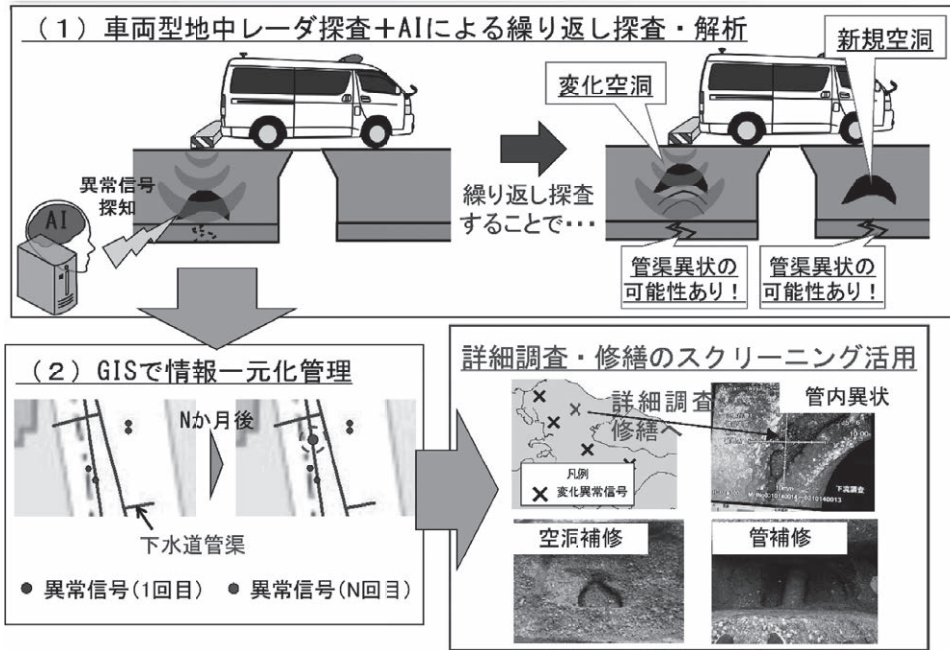 (1)車両型地中レーダ探査+AIによる繰り返し探査・解析
異常信号
探知
AI
繰り返し探査
することで・・・
変化空洞
新規空洞
管渠異状の
可能性あり!
管渠異状の
可能性あり!
(2)GISで情報一元化管理
Nか月後
下水道管渠
異常信号(1回目)
異常信号(N回目)
詳細調査・修繕のスクリーニング活用
詳細調査
修繕へ
凡例
変化異常信号
管内異状
下流調査
空洞補修
管補修